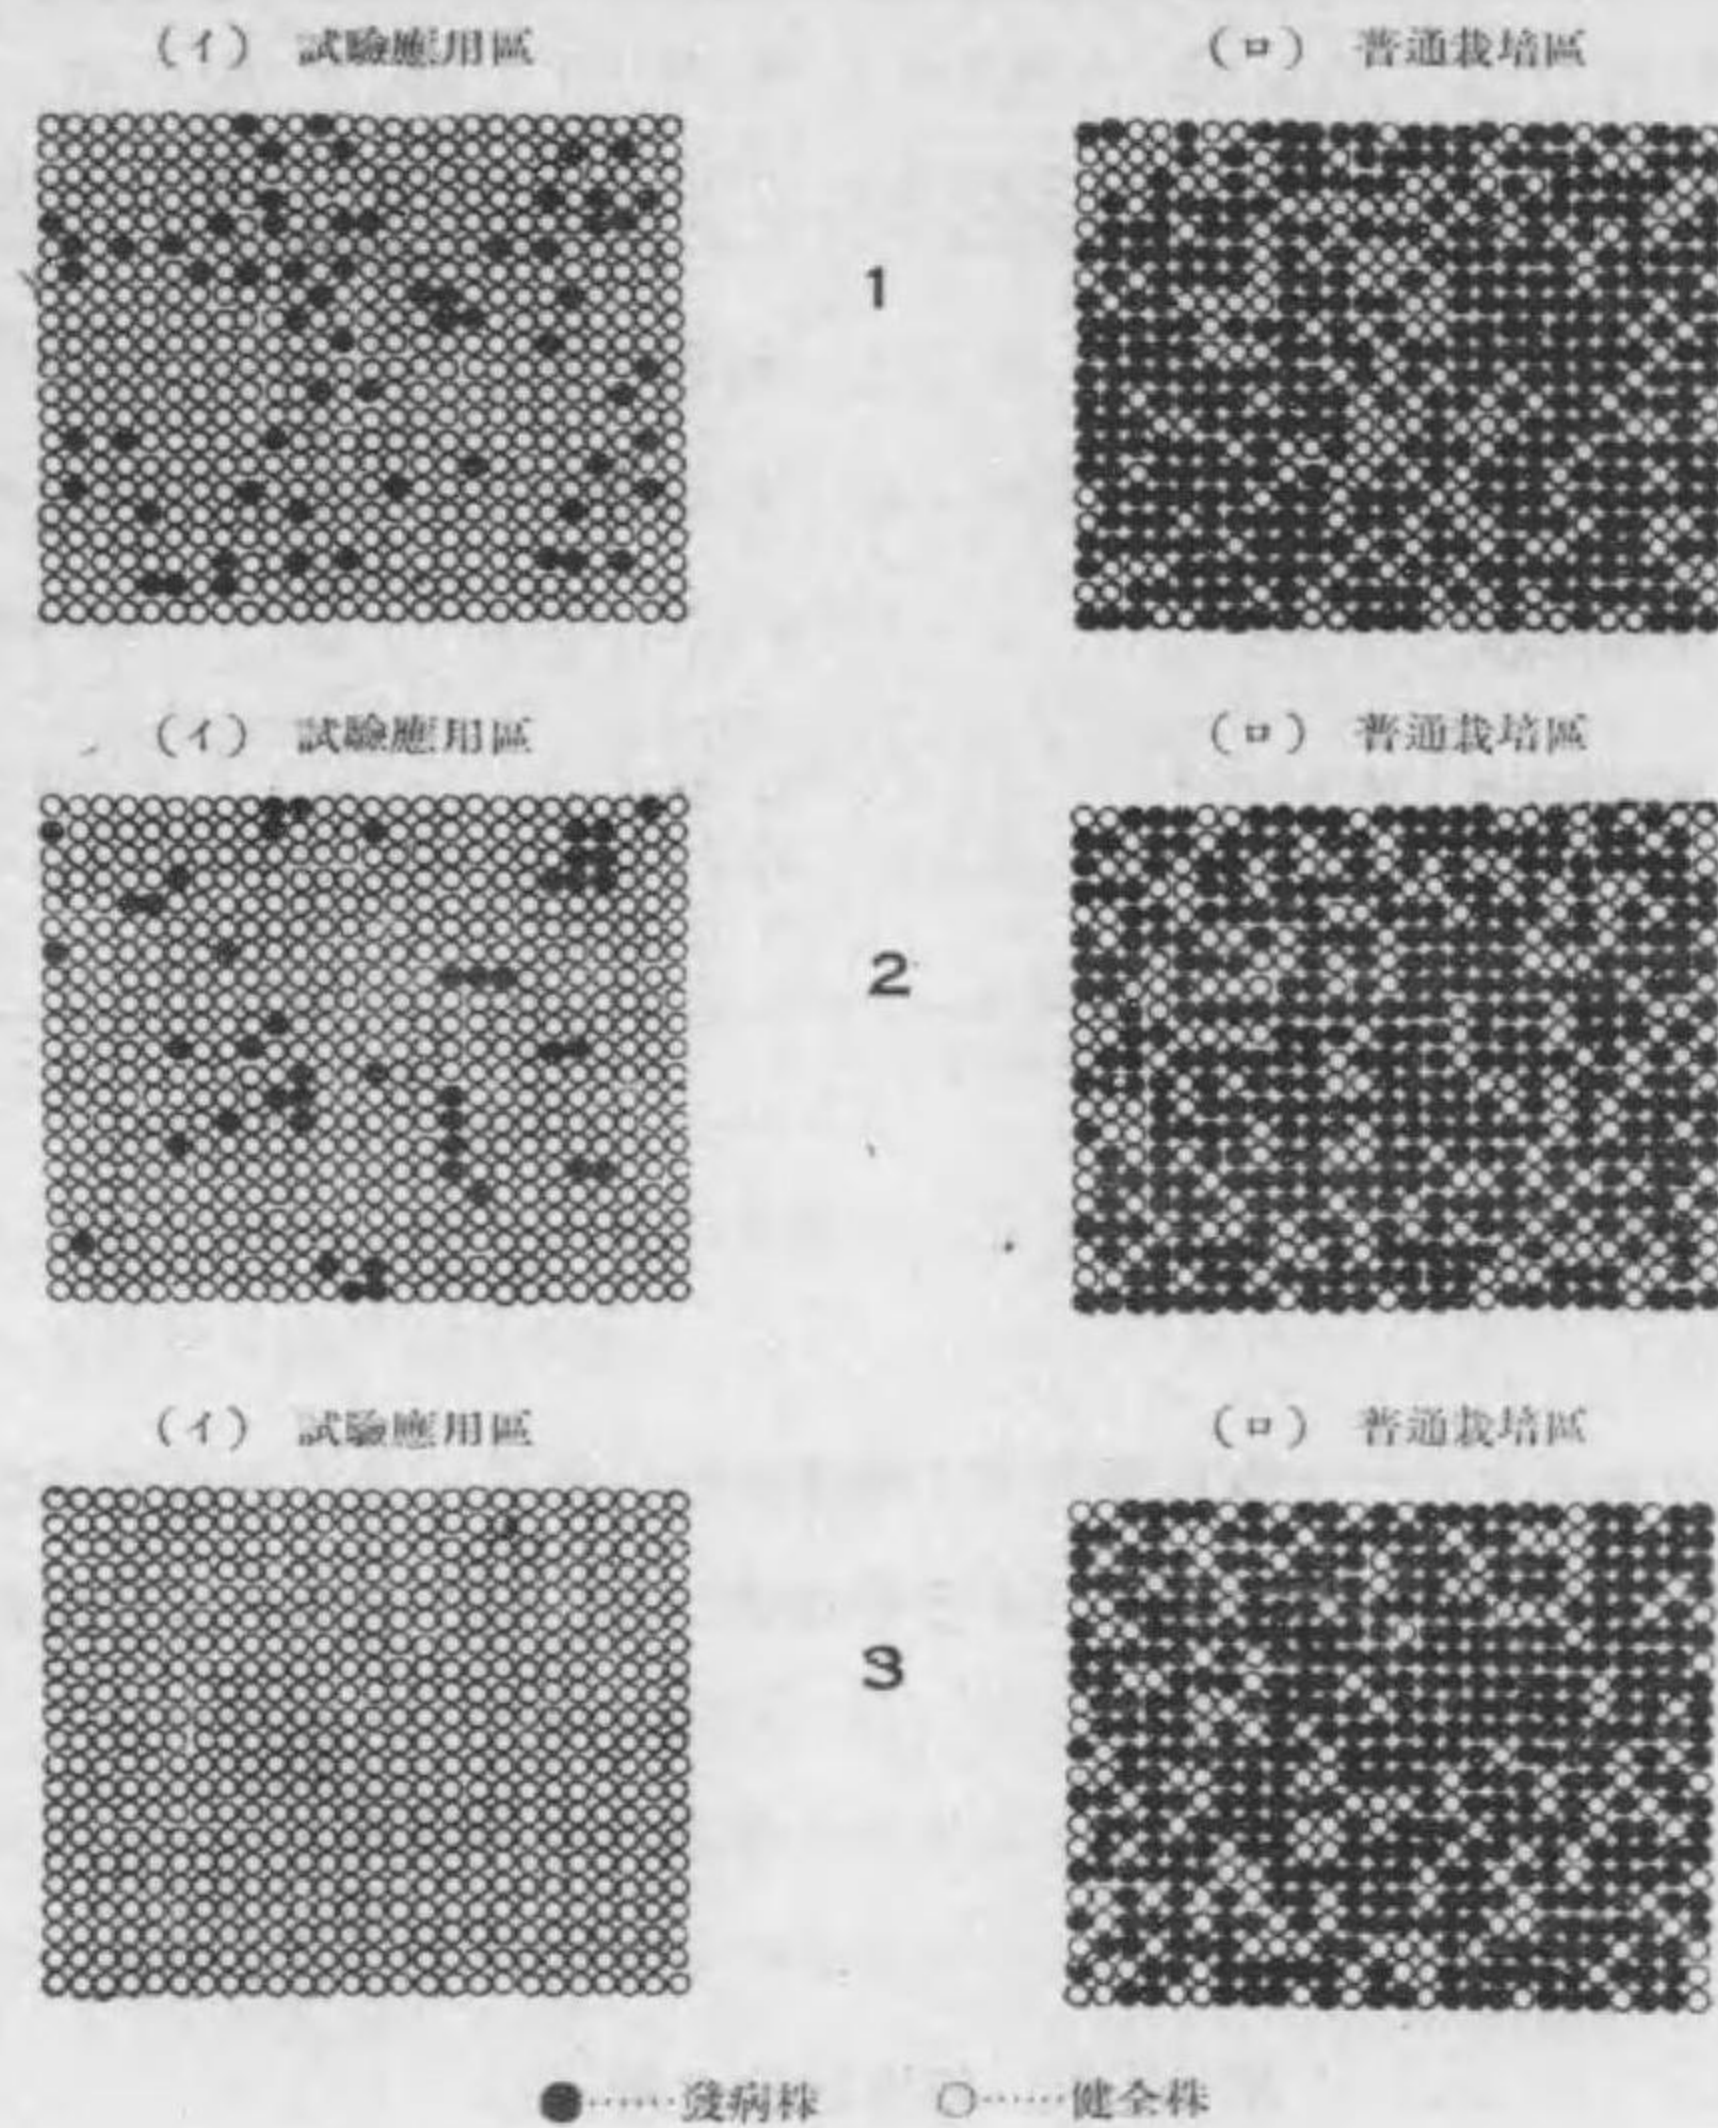 (イ) 試驗應用區
(ロ) 普通栽培區
1
(イ) 試驗應用區
(ロ) 普通栽培區
2
(イ) 試驗應用區
(ロ) 普通栽培區
3
●……發病株 ○……健全株